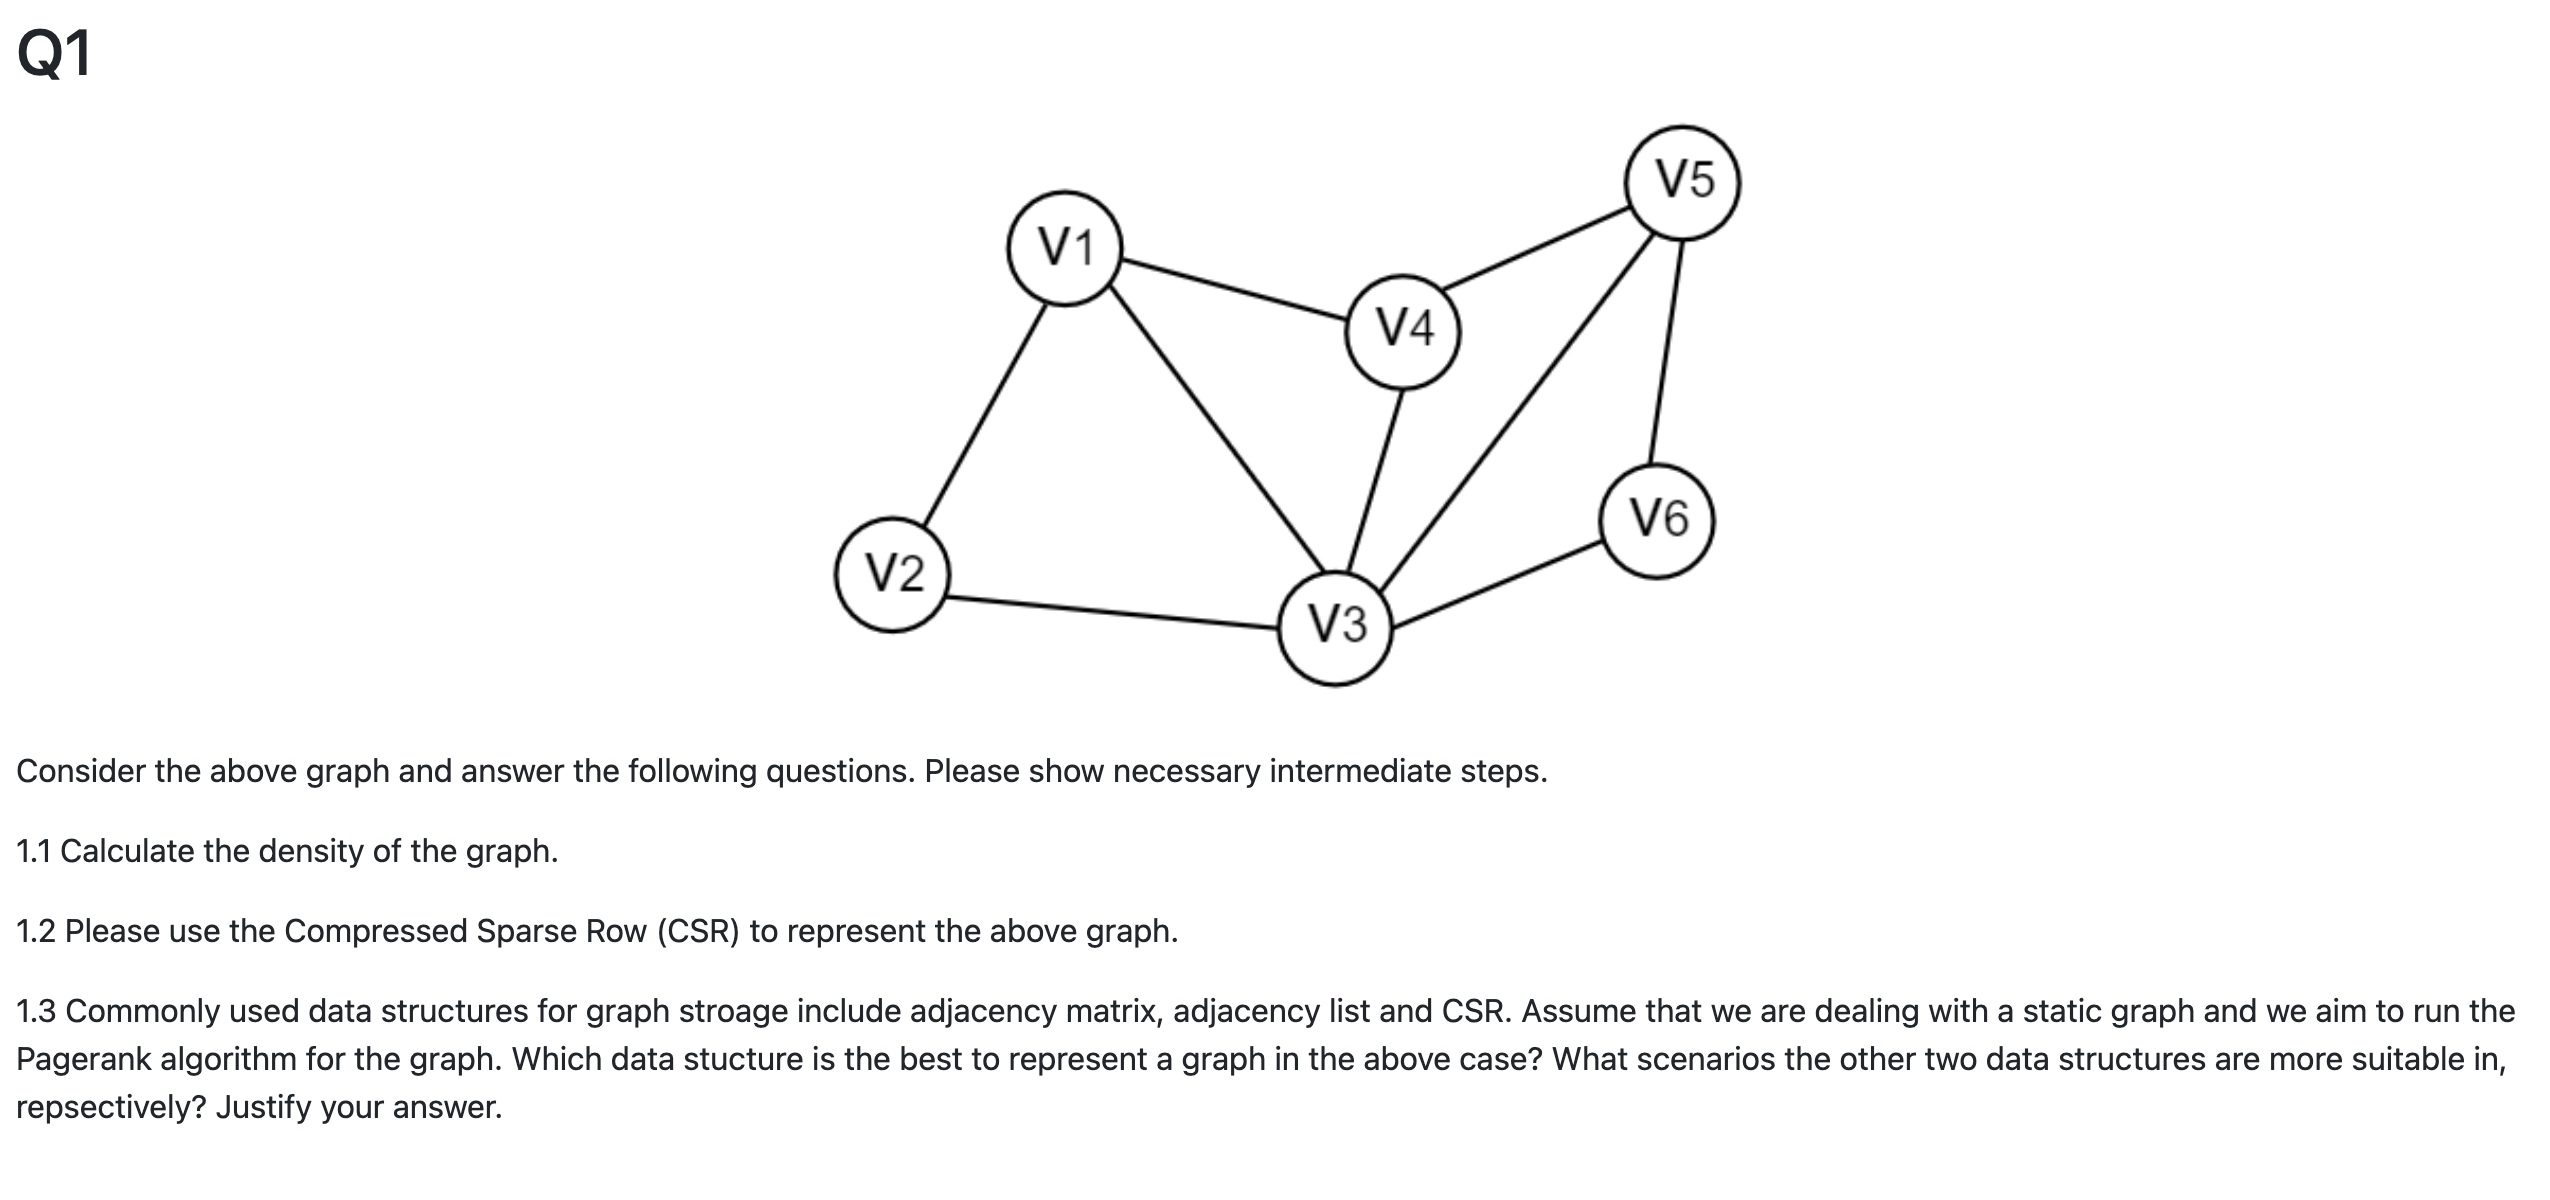 Q1
V5
V1
V4
V6
V2
V3
Consider the above graph and answer the following questions. Please show necessary intermediate steps.
1.1 Calculate the density of the graph.
1.2 Please use the Compressed Sparse Row (CSR) to represent the above graph.
1.3 Commonly used data structures for graph stroage include adjacency matrix, adjacency list and CSR. Assume that we are dealing with a static graph and we aim to run the
Pagerank algorithm for the graph. Which data stucture is the best to represent a graph in the above case? What scenarios the other two data structures are more suitable in,
repsectively? Justify your answer.